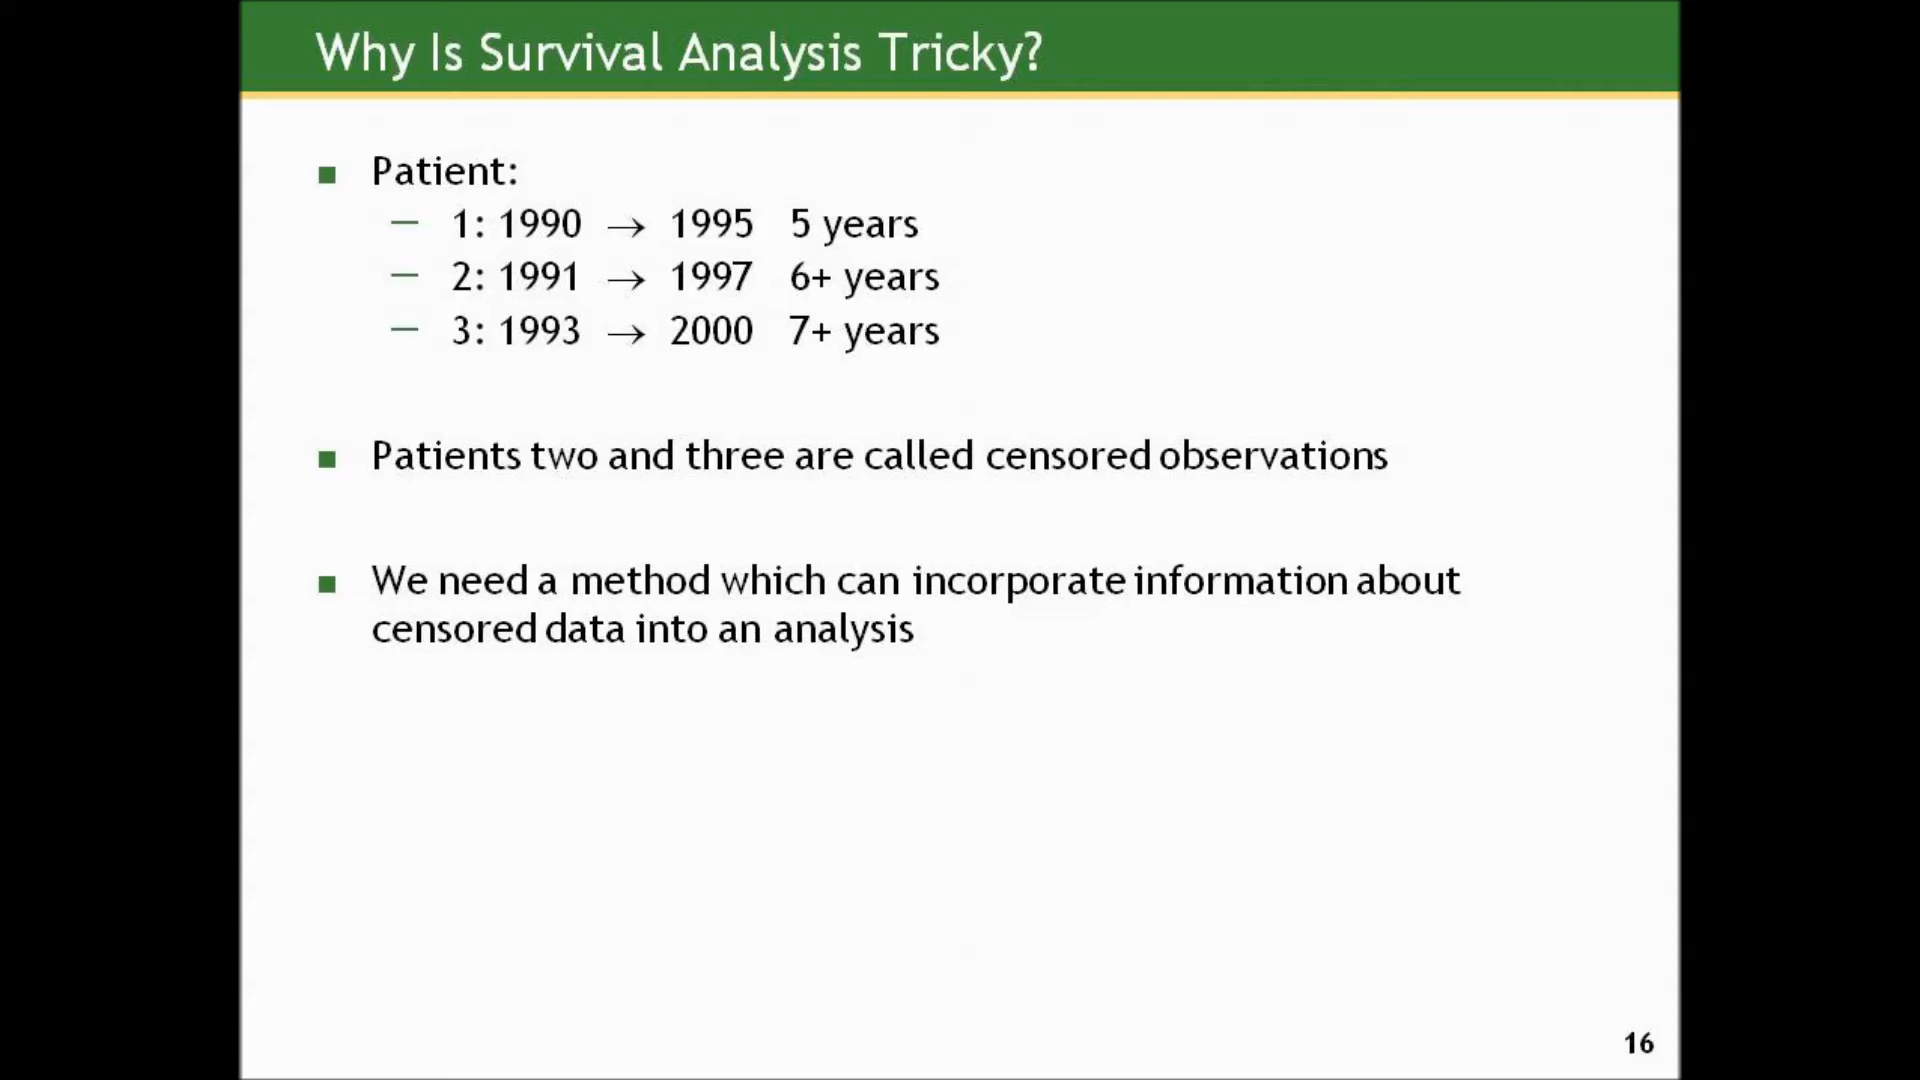 Why Is Survival Analysis Tricky?
■ Patient:
— 1: 1990 → 1995 5 years
— 2: 1991 → 1997 6+ years
— 3: 1993 → 2000 7+ years
■ Patients two and three are called censored observations
■ We need a method which can incorporate information about
censored data into an analysis
16